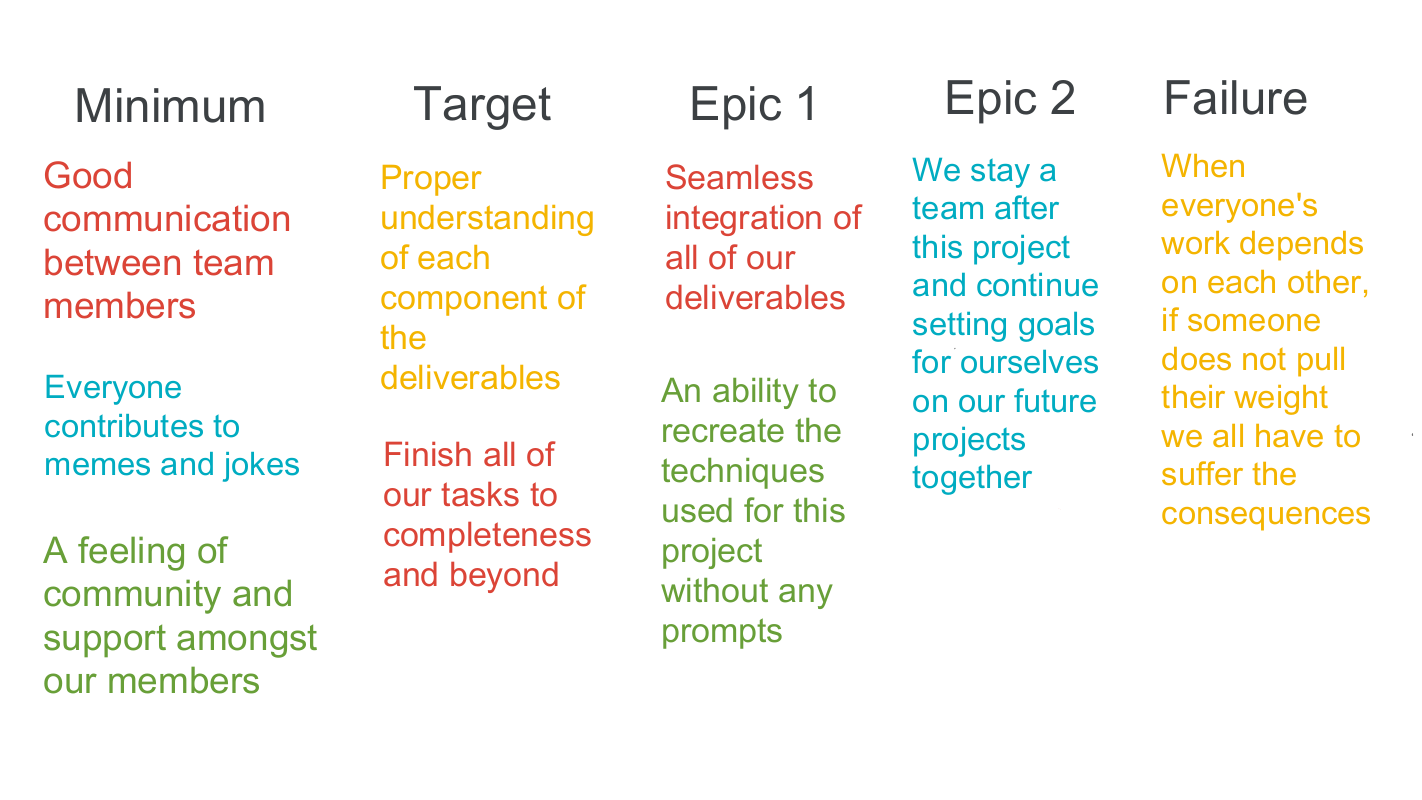 Minimum
Good
communication
between team
members
Everyone
contributes to
memes and jokes
A feeling of
community and
support amongst
our members
Target
Proper
understanding
of each
component of
the
deliverables
Finish all of
our tasks to
completeness
and beyond
Epic 1
Seamless
integration of
all of our
deliverables
An ability to
recreate the
techniques
used for this
project
without any
prompts
Epic 2
We stay a
team after
this project
and continue
setting goals
for ourselves
on our future
projects
together
Failure
When
everyone's
work depends
on each other,
if someone
does not pull
their weight
we all have to
suffer the
consequences